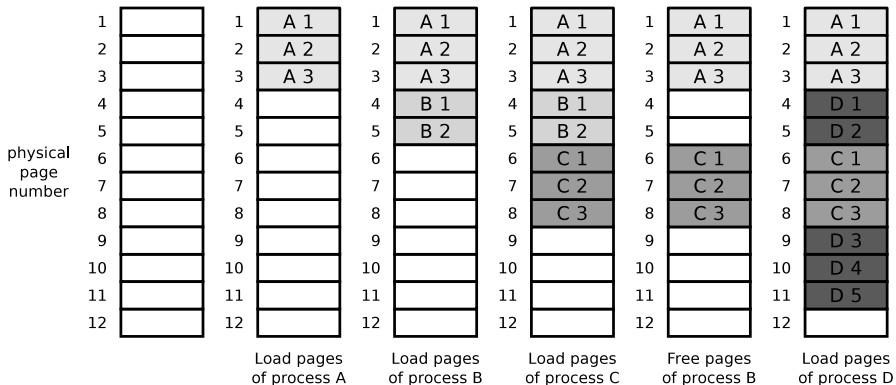 1 1 A 1 1 A 1 1 A 1 1 A 1 1 A 1
2 2 A 2 2 A 2 2 A 2 2 A 2 2 A 2
3 3 A 3 3 A 3 3 A 3 3 A 3 3 A 3
4 4 4 B 1 4 B 1 4 4 D 1
5 5 5 B 2 5 B 2 5 5 D 2
physical
page
number
6 6 6 6 C 1 6 C 1 6 C 1
7 7 7 7 C 2 7 C 2 7 C 2
8 8 8 8 C 3 8 C 3 8 C 3
9 9 9 9 9 9 D 3
10 10 10 10 10 10 D 4
11 11 11 11 11 11 D 5
12 12 12 12 12 12
Load pages
of process A
Load pages
of process B
Load pages
of process C
Free pages
of process B
Load pages
of process D